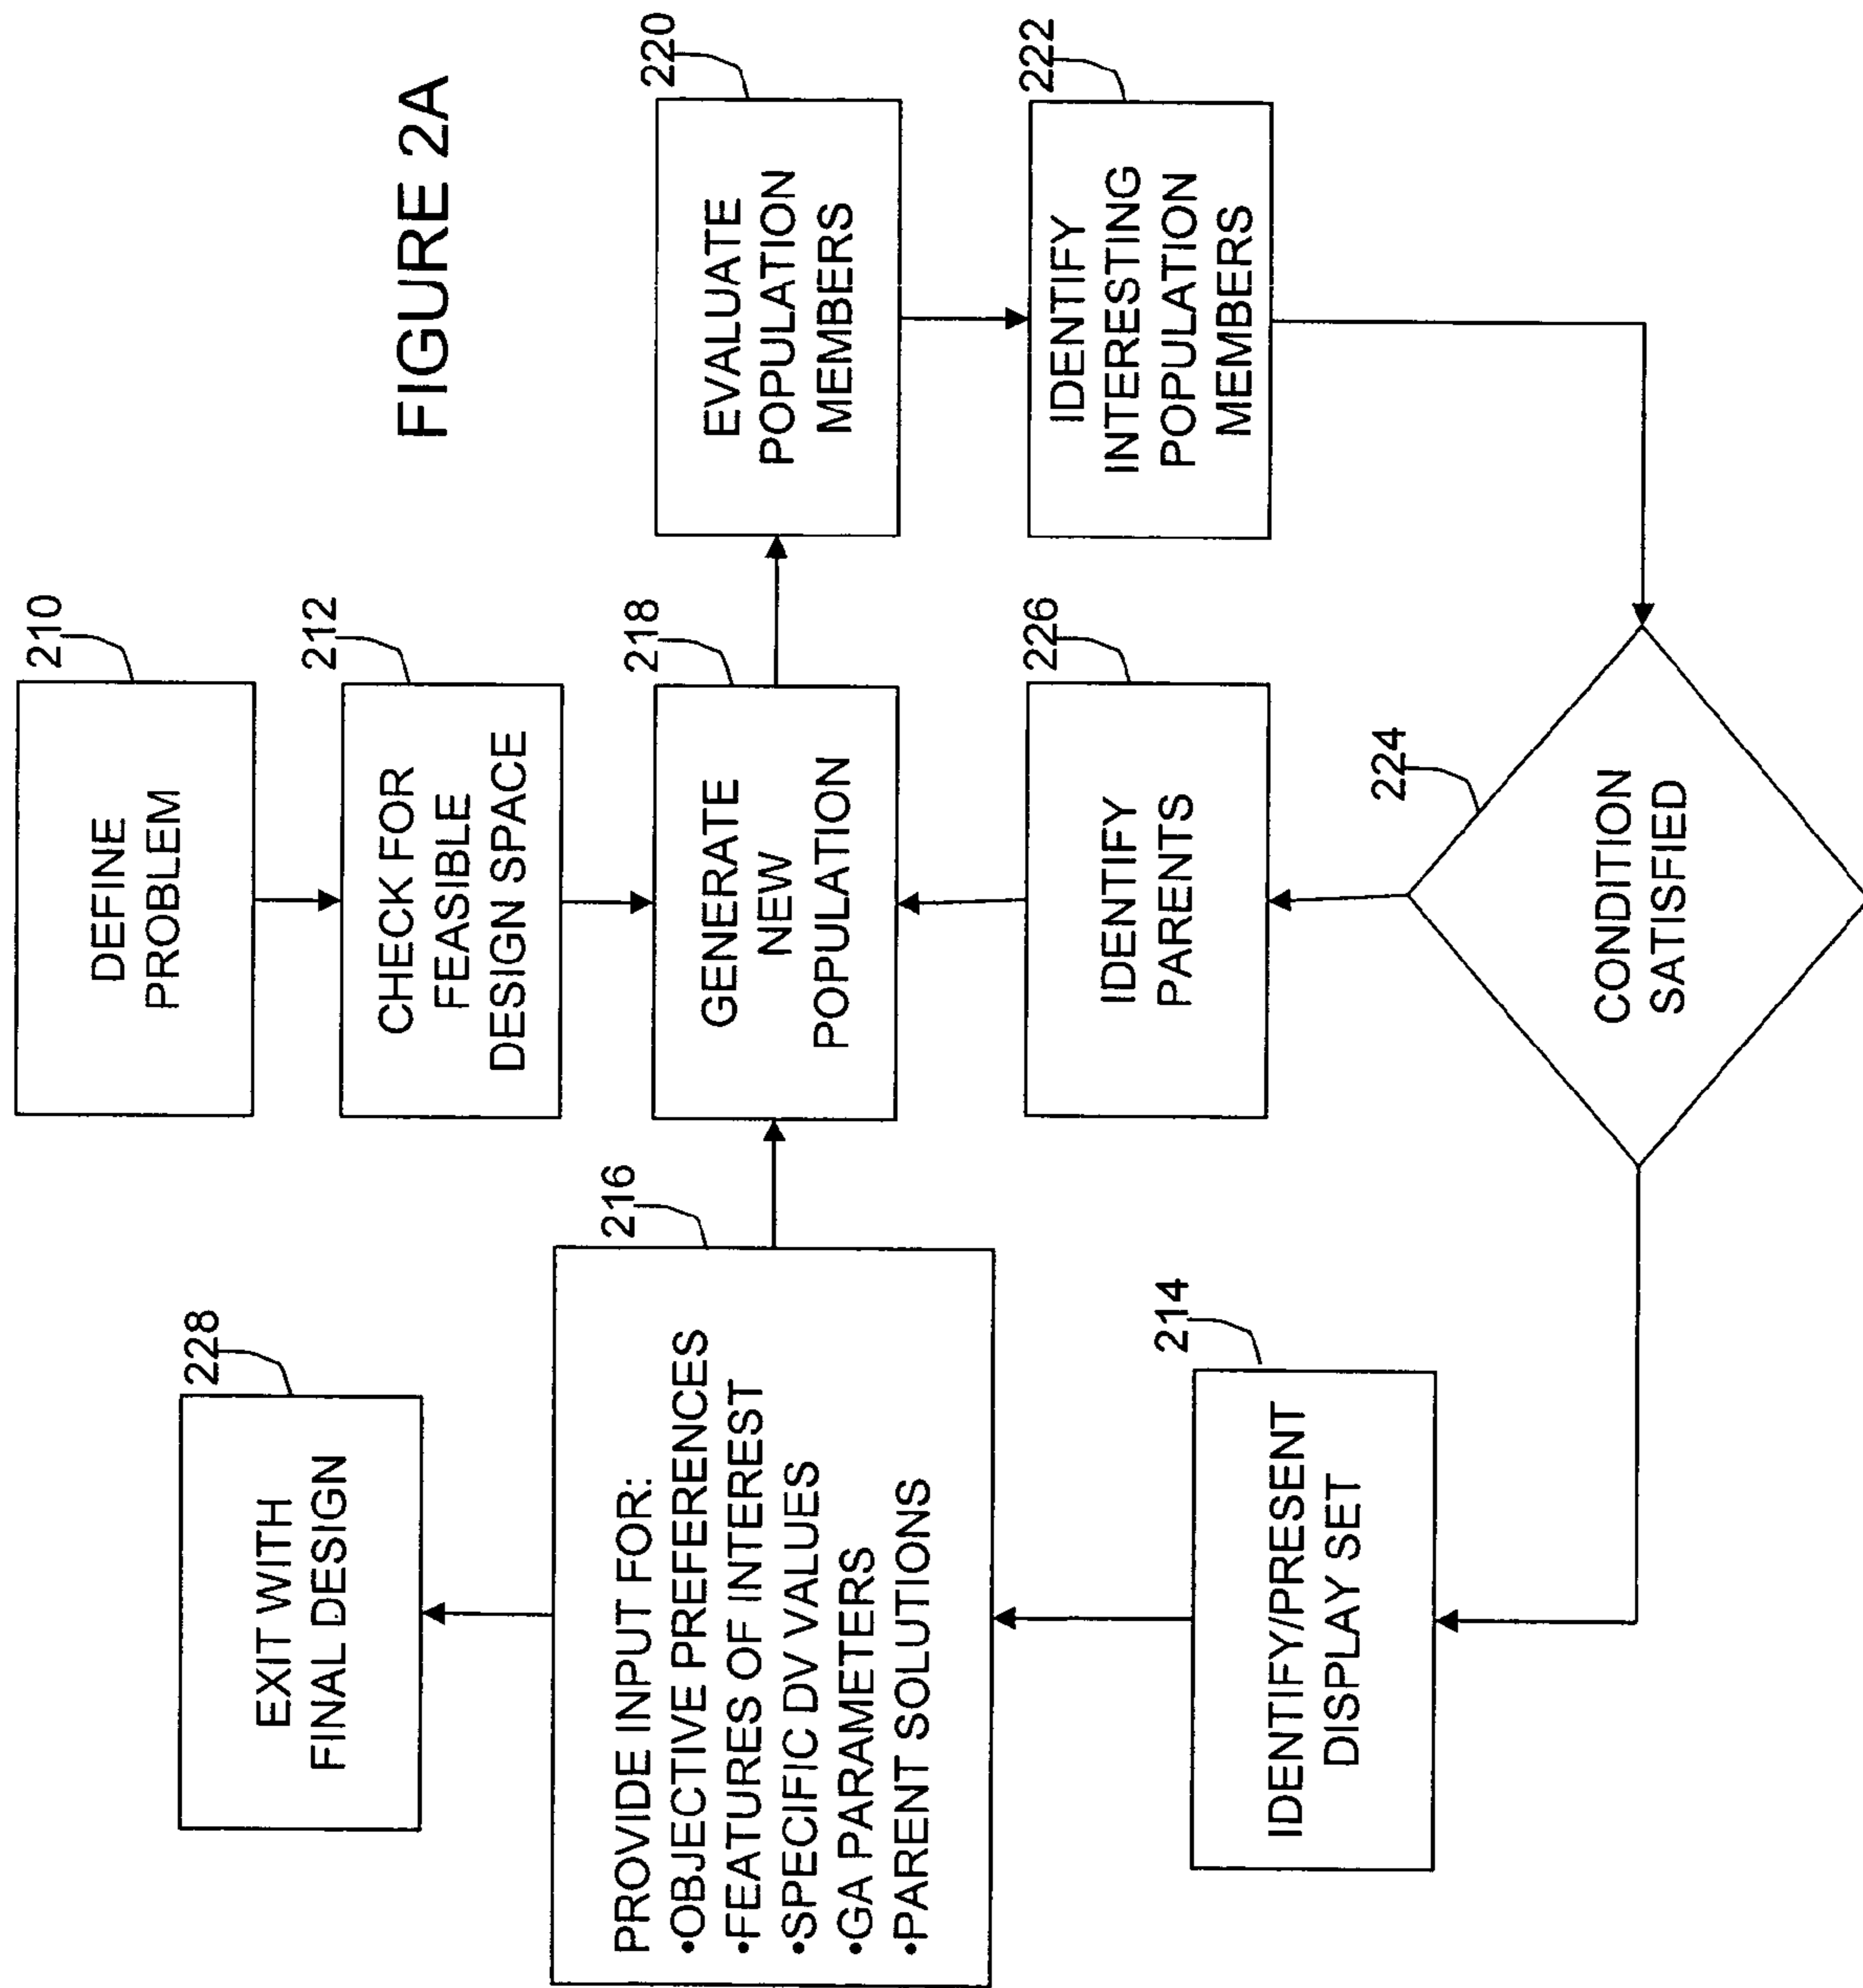 FIGURE 2A
210
DEFINE
PROBLEM
212
CHECK FOR
FEASIBLE
DESIGN SPACE
228
EXIT WITH
FINAL DESIGN
216
PROVIDE INPUT FOR:
•OBJECTIVE PREFERENCES
•FEATURES OF INTEREST
•SPECIFIC DV VALUES
•GA PARAMETERS
•PARENT SOLUTIONS
218
GENERATE
NEW
POPULATION
220
EVALUATE
POPULATION
MEMBERS
214
IDENTIFY/PRESENT
DISPLAY SET
226
IDENTIFY
PARENTS
222
IDENTIFY
INTERESTING
POPULATION
MEMBERS
224
CONDITION
SATISFIED